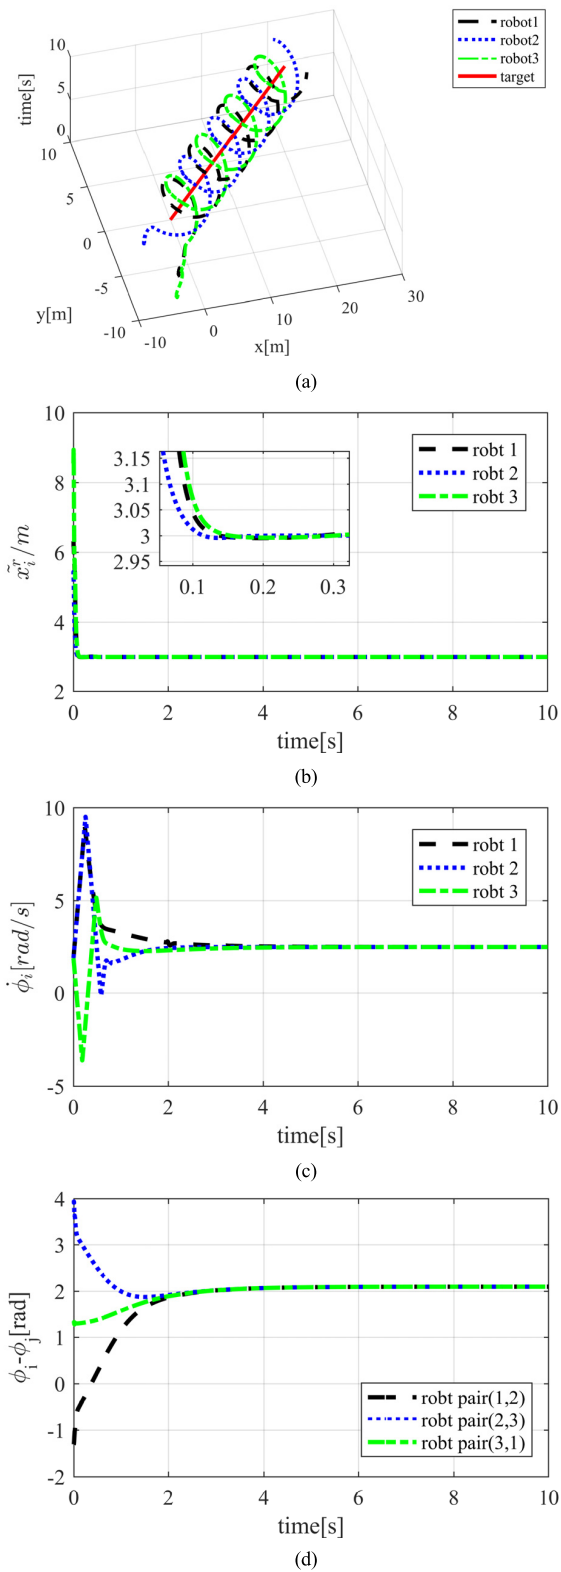 robot1
robot2
robot3
target
10
5
0
time[s]
10
5
0
-5
-10
y[m]
-10
0
10
20
30
x[m]
(a)
10
8
6
4
2
x̃ᵢʳ/m
robt 1
robt 2
robt 3
3.15
3.1
3.05
3
2.95
0.1
0.2
0.3
0
2
4
6
8
10
time[s]
(b)
10
5
0
-5
ϕ̇ᵢ[rad/s]
robt 1
robt 2
robt 3
0
2
4
6
8
10
time[s]
(c)
4
3
2
1
0
-1
-2
ϕᵢ-ϕⱼ[rad]
robt pair(1,2)
robt pair(2,3)
robt pair(3,1)
0
2
4
6
8
10
time[s]
(d)